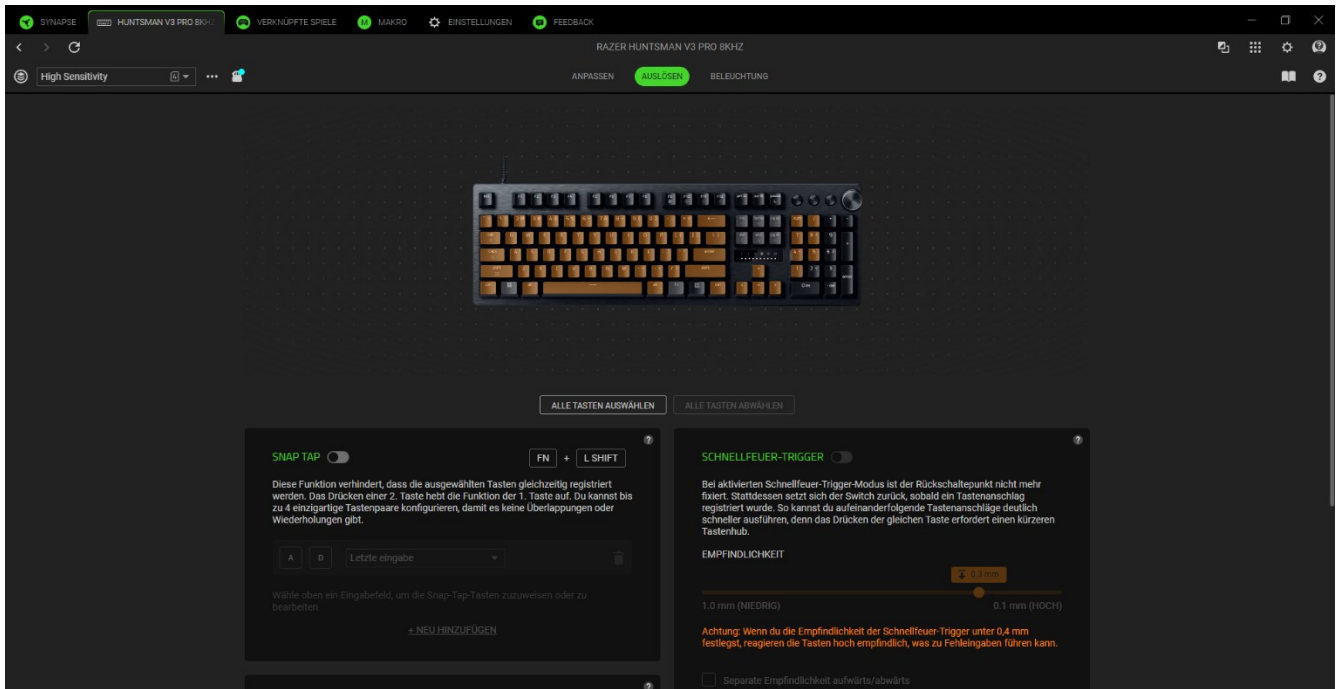 SYNAPSE
HUNTSMAN V3 PRO 8KHZ
VERKNÜPFTE SPIELE
MAKRO
EINSTELLUNGEN
FEEDBACK
RAZER HUNTSMAN V3 PRO 8KHZ
High Sensitivity
ANPASSEN
AUSLÖSEN
BELEUCHTUNG
ALLE TASTEN AUSWÄHLEN
ALLE TASTEN ABWÄHLEN
SNAP TAP
FN + L SHIFT
Diese Funktion verhindert, dass die ausgewählten Tasten gleichzeitig registriert
werden. Das Drücken einer 2. Taste hebt die Funktion der 1. Taste auf. Du kannst bis
zu 4 einzigartige Tastenpaare konfigurieren, damit es keine Überlappungen oder
Wiederholungen gibt.
A
D
Letzte eingabe
Wähle oben ein Eingabefeld, um die Snap-Tap-Tasten zuzuweisen oder zu
bearbeiten
+ NEU HINZUFÜGEN
SCHNELLFEUER-TRIGGER
Bei aktivierten Schnellfeuer-Trigger-Modus ist der Rückschaltepunkt nicht mehr
fixiert. Stattdessen setzt sich der Switch zurück, sobald ein Tastenanschlag
registriert wurde. So kannst du aufeinanderfolgende Tastenanschläge deutlich
schneller ausführen, denn das Drücken der gleichen Taste erfordert einen kürzeren
Tastenhub.
EMPFINDLICHKEIT
0.3 mm
1.0 mm (NIEDRIG)
0.1 mm (HOCH)
Achtung: Wenn du die Empfindlichkeit der Schnellfeuer-Trigger unter 0,4 mm
festlegst, reagieren die Tasten hoch empfindlich, was zu Fehleingaben führen kann.
Separate Empfindlichkeit aufwärts/abwärts